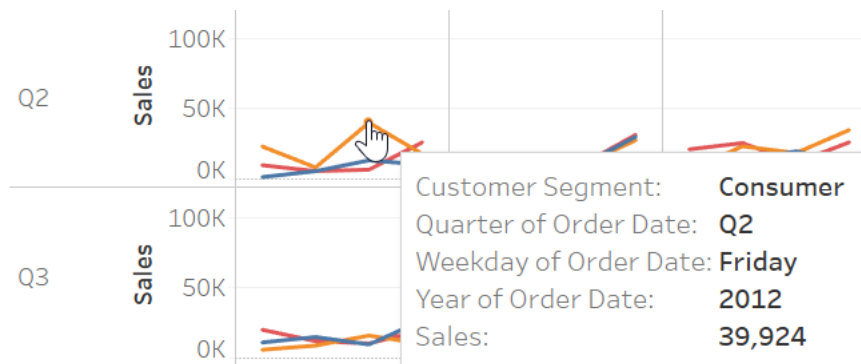 100K
Q2
Sales
50K
0K
100K
Q3
Sales
50K
0K
Customer Segment: Consumer
Quarter of Order Date: Q2
Weekday of Order Date: Friday
Year of Order Date: 2012
Sales: 39,924